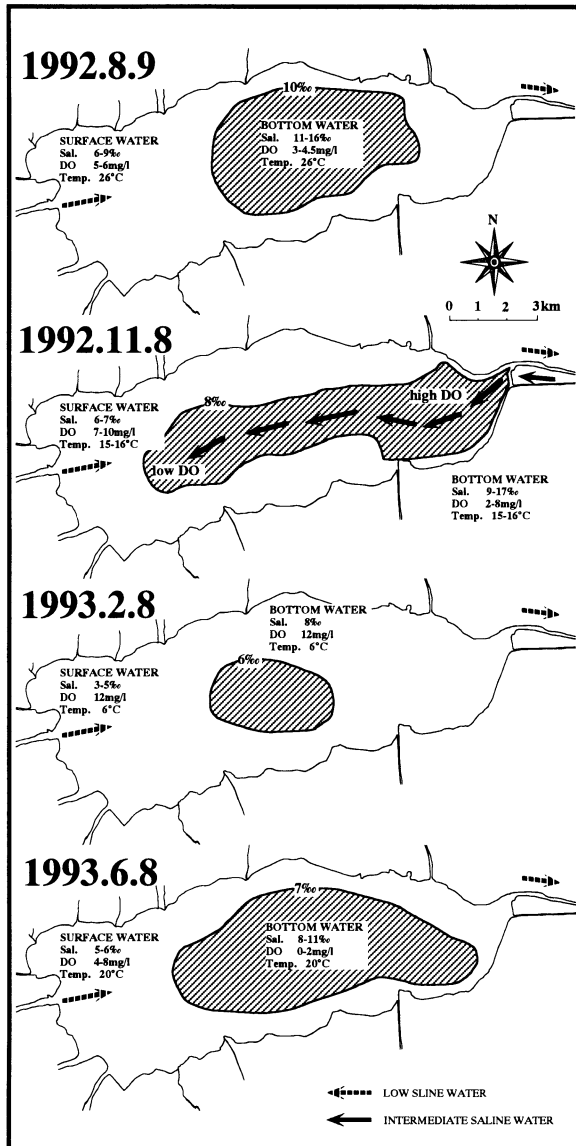 1992.8.9
10‰
SURFACE WATER
Sal. 6-9‰
DO 5-6mg/l
Temp. 26°C
BOTTOM WATER
Sal. 11-16‰
DO 3-4.5mg/l
Temp. 26°C
N
0 1 2 3km
1992.11.8
8‰
high DO
low DO
SURFACE WATER
Sal. 6-7‰
DO 7-10mg/l
Temp. 15-16°C
BOTTOM WATER
Sal. 9-17‰
DO 2-8mg/l
Temp. 15-16°C
1993.2.8
BOTTOM WATER
Sal. 8‰
DO 12mg/l
Temp. 6°C
6‰
SURFACE WATER
Sal. 3-5‰
DO 12mg/l
Temp. 6°C
1993.6.8
7‰
SURFACE WATER
Sal. 5-6‰
DO 4-8mg/l
Temp. 20°C
BOTTOM WATER
Sal. 8-11‰
DO 0-2mg/l
Temp. 20°C
LOW SLINE WATER
INTERMEDIATE SALINE WATER